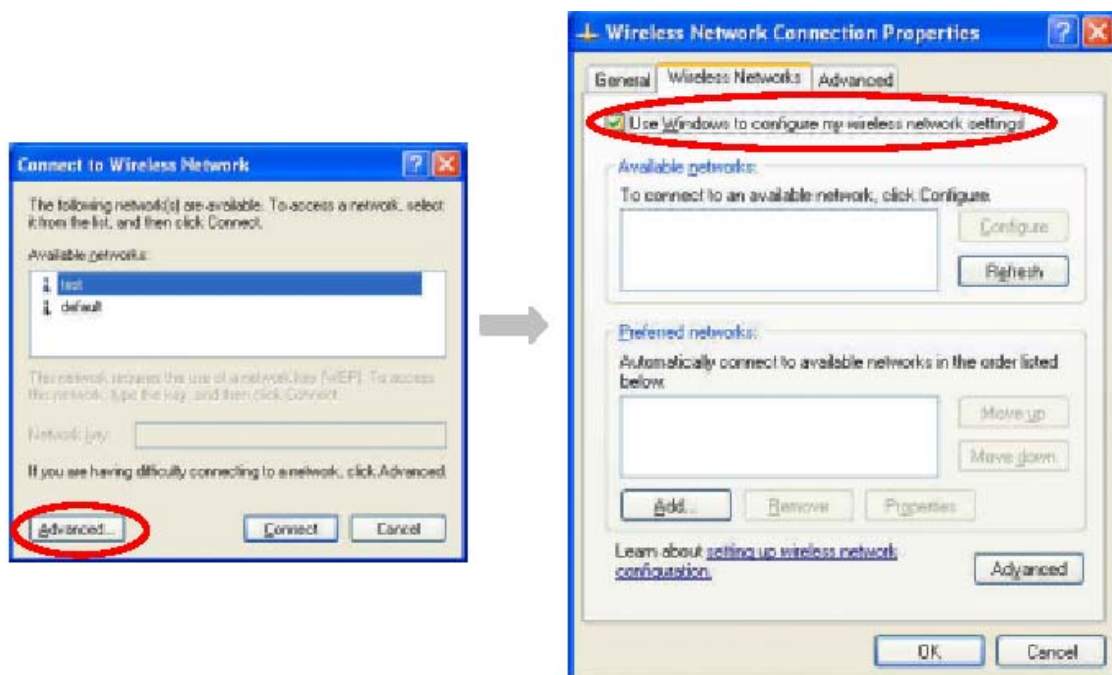 Connect to Wireless Network
The following network(s) are available. To access a network, select
it from the list, and then click Connect.
Available networks:
test
default
This network requires the use of a network key (WEP). To access
this network, type the key, and then click Connect.
Network key:
If you are having difficulty connecting to a network, click Advanced.
Advanced...
Connect
Cancel
Wireless Network Connection Properties
General
Wireless Networks
Advanced
Use Windows to configure my wireless network settings
Available networks:
To connect to an available network, click Configure.
Configure
Refresh
Preferred networks:
Automatically connect to available networks in the order listed
below:
Move up
Move down
Add...
Remove
Properties
Learn about setting up wireless network
configuration.
Advanced
OK
Cancel